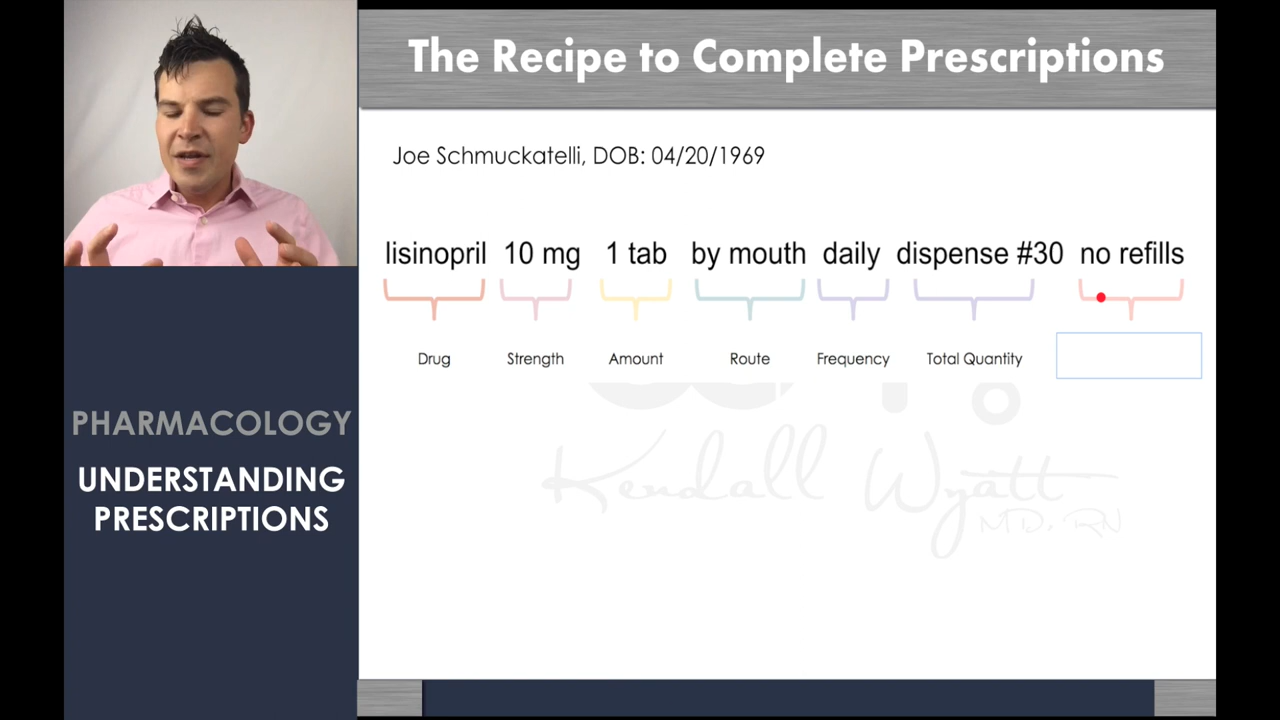 The Recipe to Complete Prescriptions
Joe Schmuckatelli, DOB: 04/20/1969
lisinopril 10 mg 1 tab by mouth daily dispense #30 no refills
Drug Strength Amount Route Frequency Total Quantity
PHARMACOLOGY
UNDERSTANDING
PRESCRIPTIONS
Kendall Wyatt
MD, RN